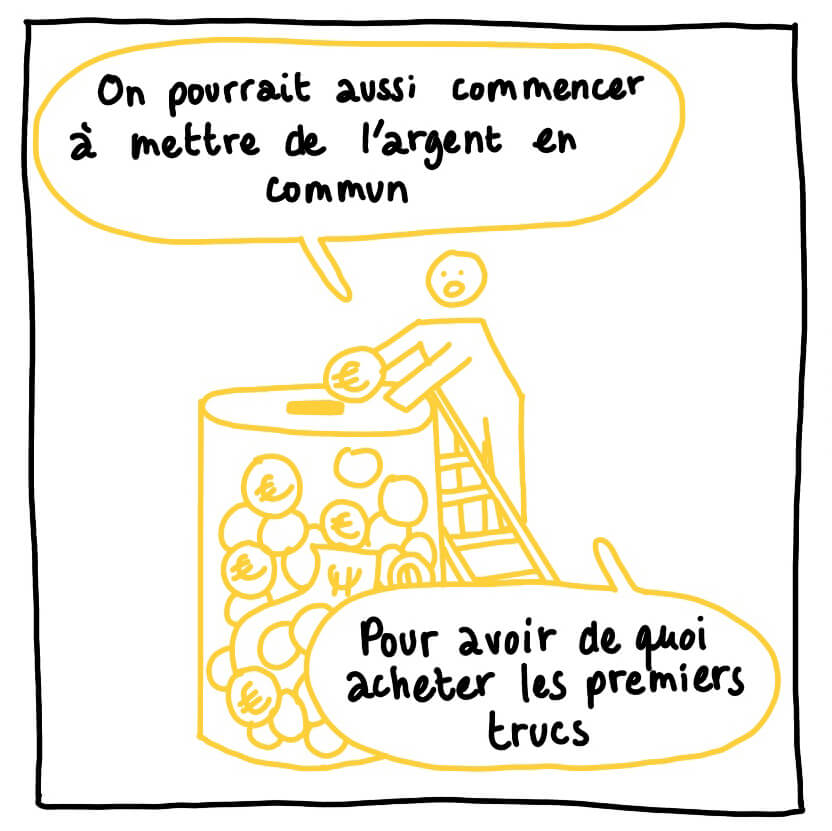 On pourrait aussi commencer
à mettre de l'argent en
commun
€
€
€
€
€
Pour avoir de quoi
acheter les premiers
trucs